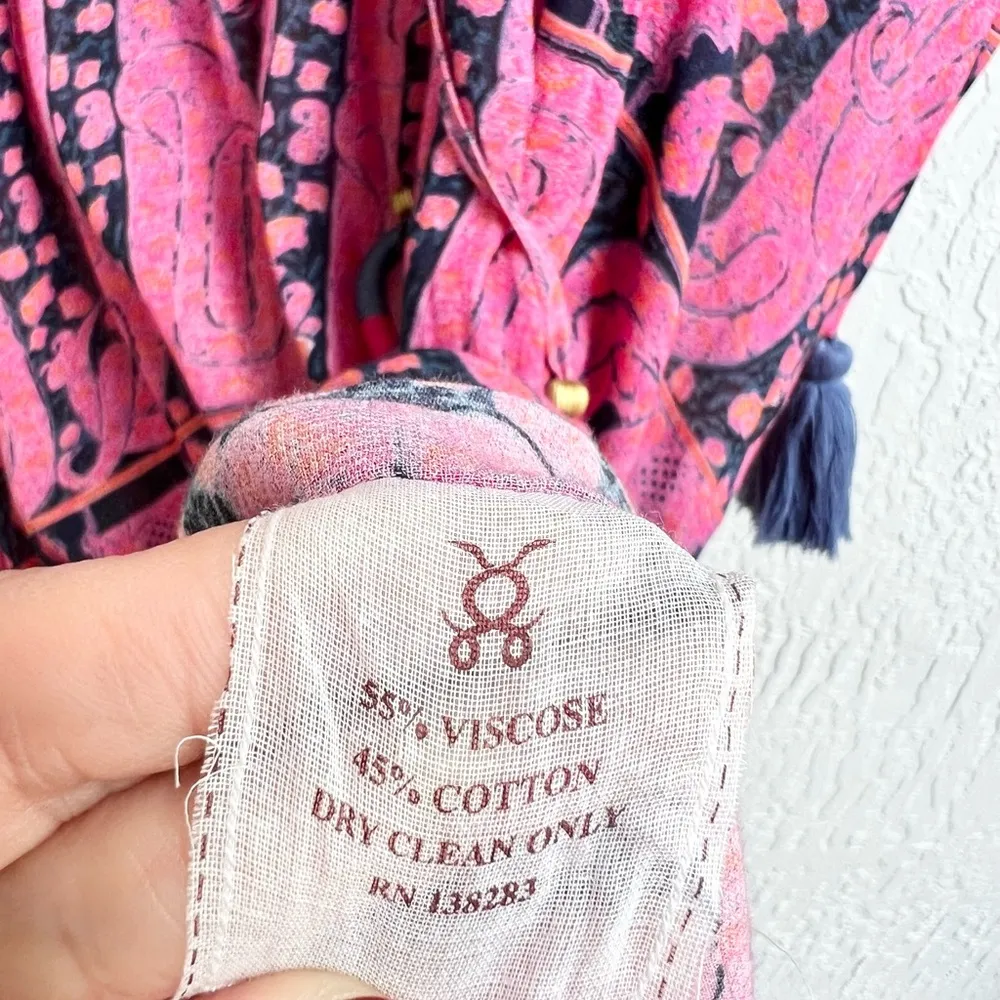 55% VISCOSE
45% COTTON
DRY CLEAN ONLY
RN 138283